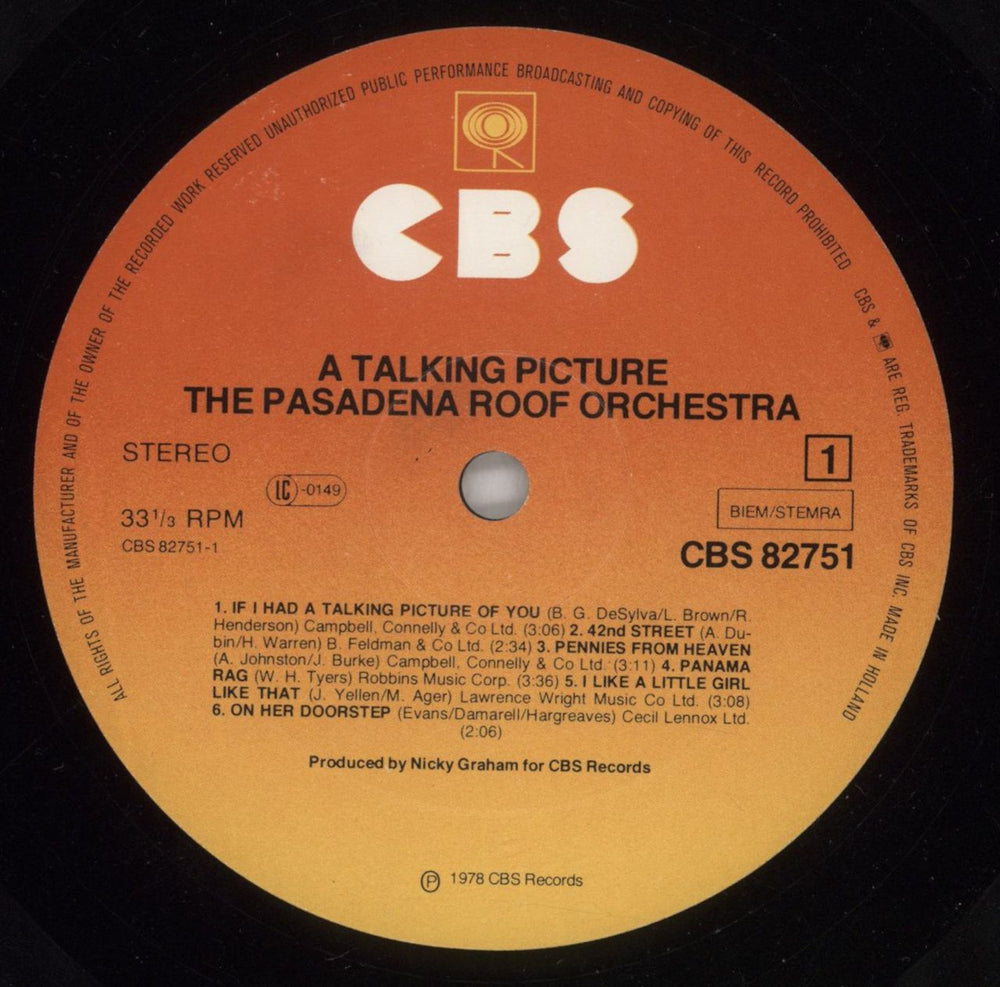 ALL RIGHTS OF THE MANUFACTURER AND OF THE OWNER OF THE RECORDED WORK RESERVED UNAUTHORIZED PUBLIC PERFORMANCE BROADCASTING AND COPYING OF THIS RECORD PROHIBITED CBS & ARE REG. TRADEMARKS OF CBS INC. MADE IN HOLLAND
CBS
A TALKING PICTURE
THE PASADENA ROOF ORCHESTRA
STEREO
1
LC-0149
33 1/3 RPM
BIEM/STEMRA
CBS 82751-1
CBS 82751
1. IF I HAD A TALKING PICTURE OF YOU (B. G. DeSylva/L. Brown/R.
Henderson) Campbell, Connelly & Co Ltd. (3:06) 2. 42nd STREET (A. Du-
bin/H. Warren) B. Feldman & Co Ltd. (2:34) 3. PENNIES FROM HEAVEN
(A. Johnston/J. Burke) Campbell, Connelly & Co Ltd. (3:11) 4. PANAMA
RAG (W. H. Tyers) Robbins Music Corp. (3:36) 5. I LIKE A LITTLE GIRL
LIKE THAT (J. Yellen/M. Ager) Lawrence Wright Music Co Ltd. (3:08)
6. ON HER DOORSTEP (Evans/Damarell/Hargreaves) Cecil Lennox Ltd.
(2:06)
Produced by Nicky Graham for CBS Records
℗ 1978 CBS Records